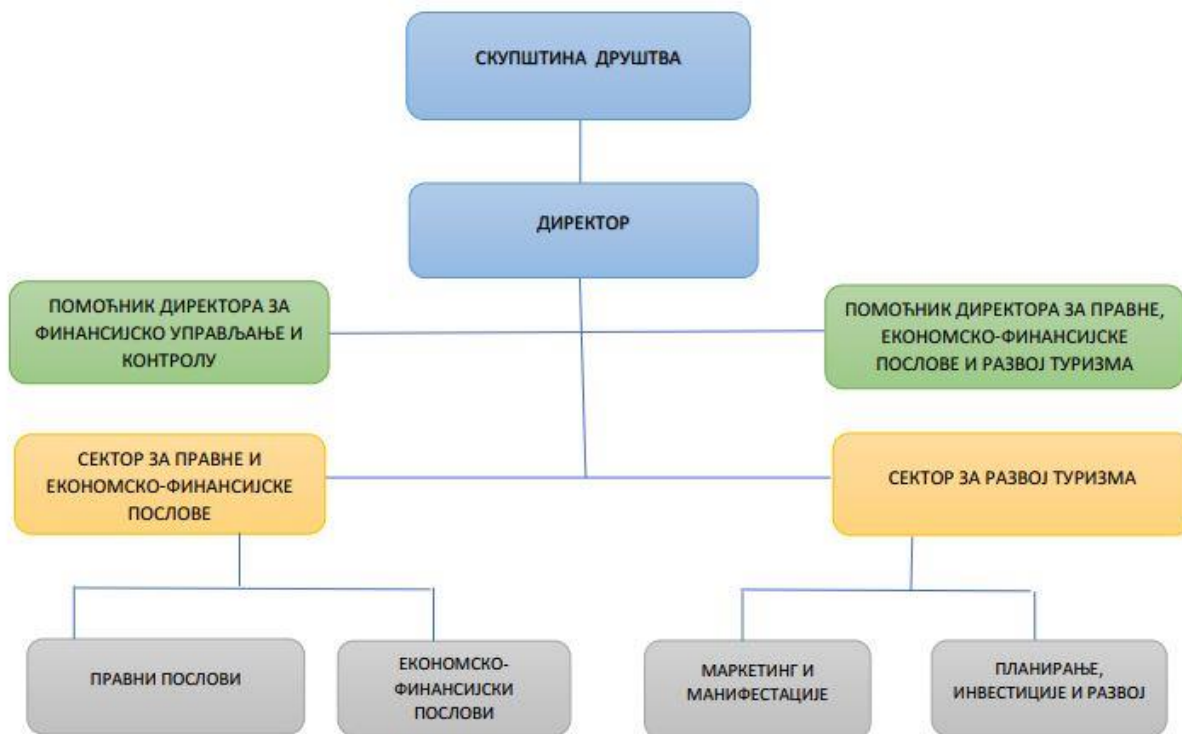 СКУПШТИНА ДРУШТВА
ДИРЕКТОР
ПОМОЋНИК ДИРЕКТОРА ЗА
ФИНАНСИЈСКО УПРАВЉАЊЕ И
КОНТРОЛУ
ПОМОЋНИК ДИРЕКТОРА ЗА ПРАВНЕ,
ЕКОНОМСКО-ФИНАНСИЈСКЕ
ПОСЛОВЕ И РАЗВОЈ ТУРИЗМА
СЕКТОР ЗА ПРАВНЕ И
ЕКОНОМСКО-ФИНАНСИЈСКЕ
ПОСЛОВЕ
СЕКТОР ЗА РАЗВОЈ ТУРИЗМА
ПРАВНИ ПОСЛОВИ
ЕКОНОМСКО-
ФИНАНСИЈСКИ
ПОСЛОВИ
МАРКЕТИНГ И
МАНИФЕСТАЦИЈЕ
ПЛАНИРАЊЕ,
ИНВЕСТИЦИЈЕ И РАЗВОЈ